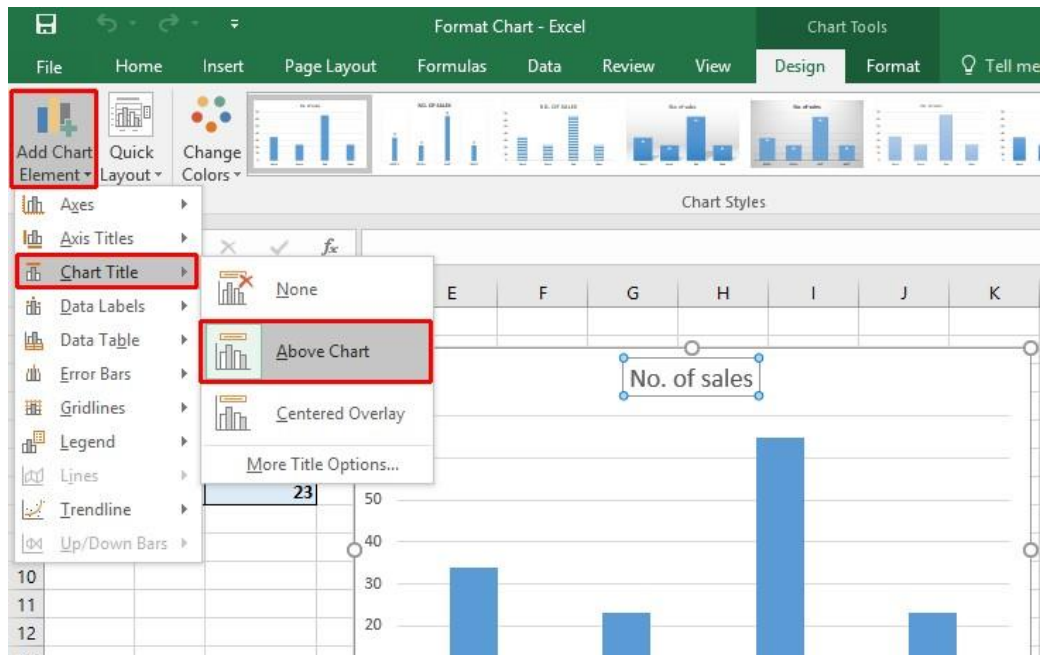 Format Chart - Excel
Chart Tools
File Home Insert Page Layout Formulas Data Review View Design Format Tell me
Add Chart Element
Quick Layout
Change Colors
Chart Styles
Axes
Axis Titles
fx
Chart Title
Data Labels
Data Table
Error Bars
Gridlines
Legend
Lines
Trendline
Up/Down Bars
None
Above Chart
Centered Overlay
More Title Options...
E F G H I J K
No. of sales
23
50
40
30
20
10
11
12